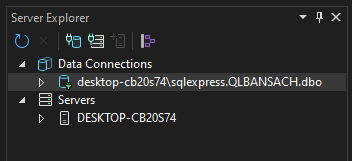 Server Explorer
Data Connections
desktop-cb20s74\sqlexpress.QLBANSACH.dbo
Servers
DESKTOP-CB20S74